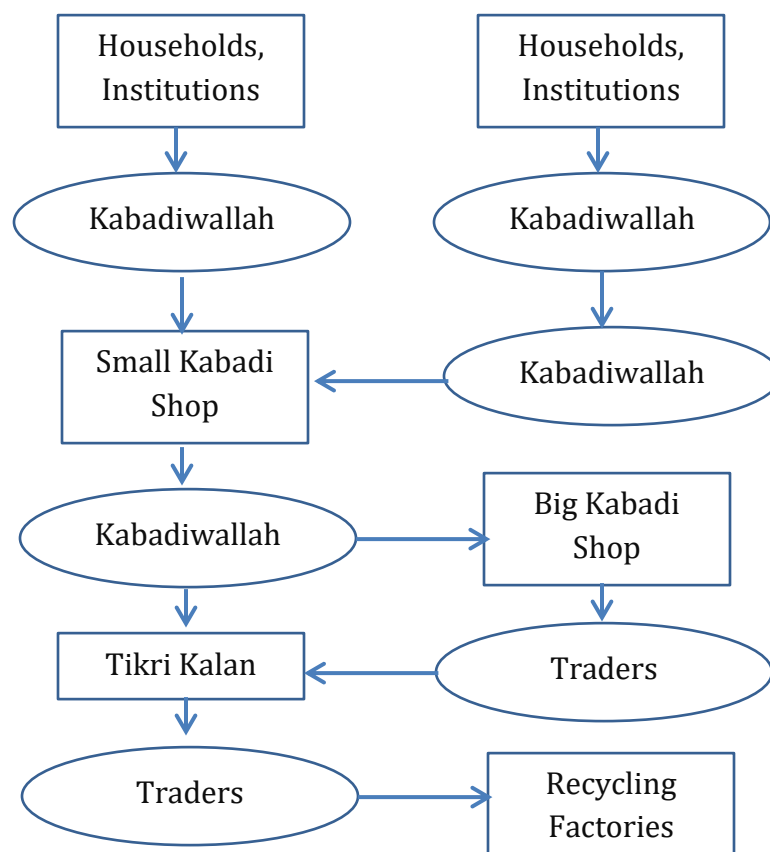 Households,
Institutions
Households,
Institutions
Kabadiwallah
Kabadiwallah
Small Kabadi
Shop
Kabadiwallah
Kabadiwallah
Big Kabadi
Shop
Tikri Kalan
Traders
Traders
Recycling
Factories